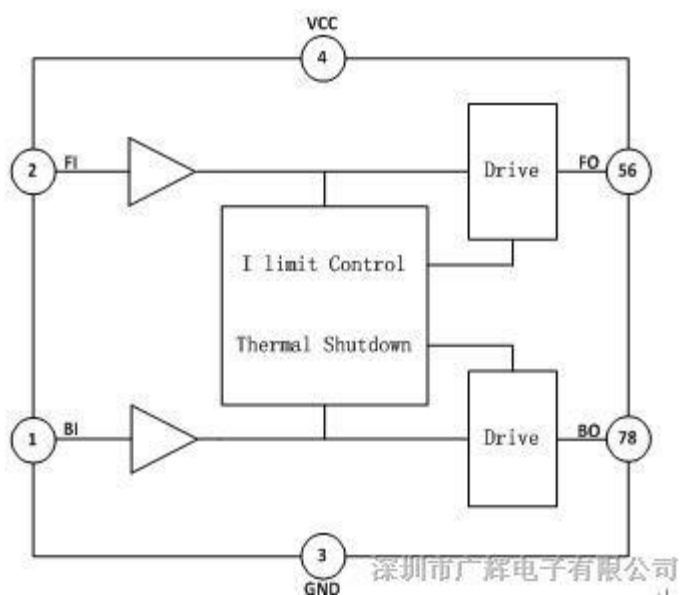 VCC
4
2 FI Drive FO 56
I limit Control
Thermal Shutdown
1 BI Drive BO 78
3
GND
深圳市广辉电子有限公司